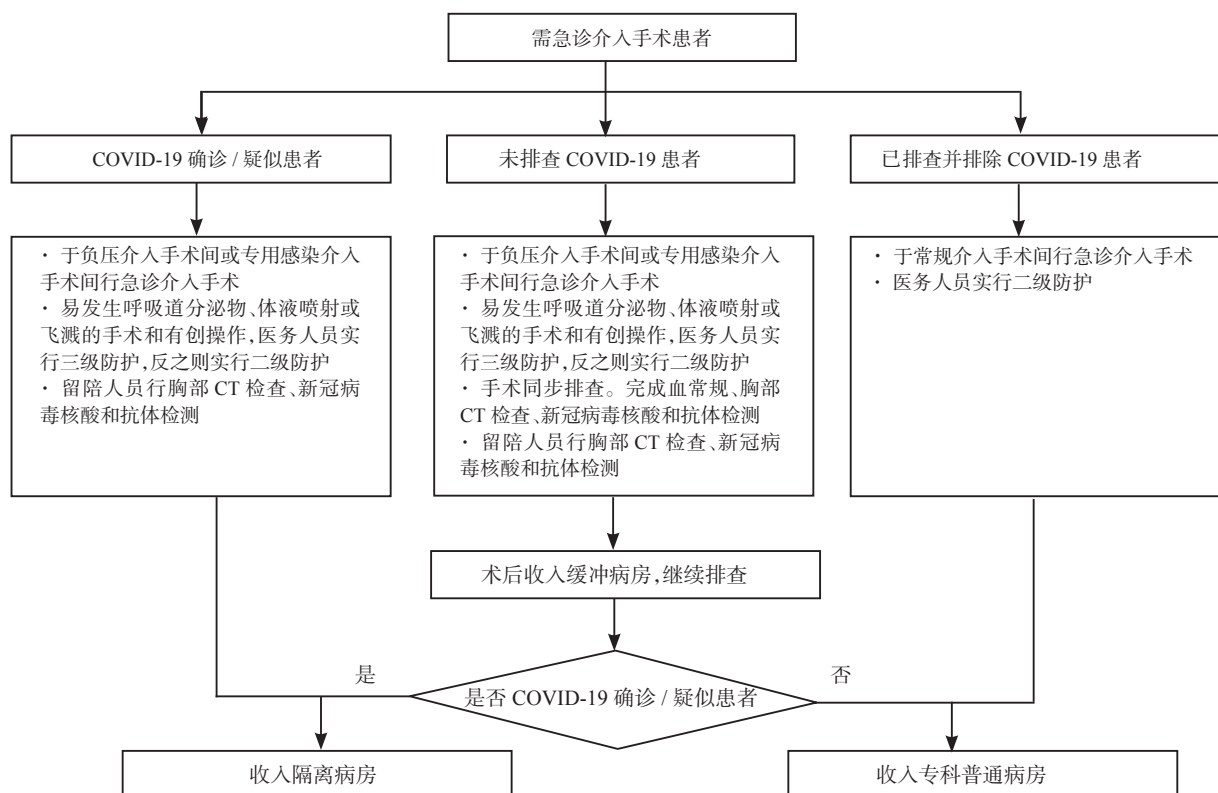 需急诊介入手术患者
COVID-19 确诊 / 疑似患者
未排查 COVID-19 患者
已排查并排除 COVID-19 患者
· 于负压介入手术间或专用感染介入
手术间行急诊介入手术
· 易发生呼吸道分泌物、体液喷射或
飞溅的手术和有创操作,医务人员实
行三级防护,反之则实行二级防护
· 留陪人员行胸部 CT 检查、新冠病
毒核酸和抗体检测
· 于负压介入手术间或专用感染介入
手术间行急诊介入手术
· 易发生呼吸道分泌物、体液喷射或
飞溅的手术和有创操作,医务人员实
行三级防护,反之则实行二级防护
· 手术同步排查。完成血常规、胸部
CT 检查、新冠病毒核酸和抗体检测
· 留陪人员行胸部 CT 检查、新冠病
毒核酸和抗体检测
· 于常规介入手术间行急诊介入手术
· 医务人员实行二级防护
术后收入缓冲病房,继续排查
是
是否 COVID-19 确诊 / 疑似患者
否
收入隔离病房
收入专科普通病房